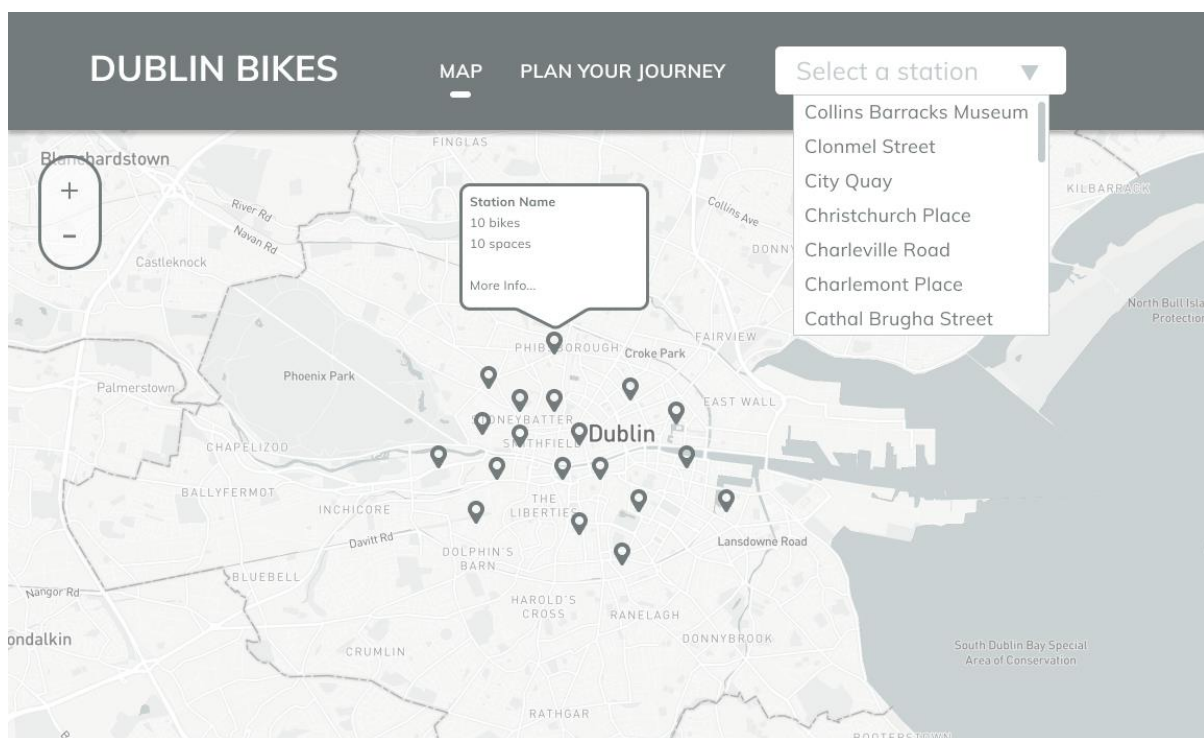 DUBLIN BIKES
MAP
PLAN YOUR JOURNEY
Select a station
Collins Barracks Museum
Clonmel Street
City Quay
Christchurch Place
Charleville Road
Charlemont Place
Cathal Brugha Street
FINGLAS
Blanchardstown
+
-
River Rd
Navan Rd
Castleknock
Station Name
10 bikes
10 spaces
More Info...
Collins Ave
KILBARRACK
North Bull Isla
Protection
PHIBSBOROUGH
Croke Park
FAIRVIEW
Phoenix Park
Palmerstown
STONEYBATTER
EAST WALL
Dublin
SMITHFIELD
CHAPELIZOD
BALLYFERMOT
INCHICORE
THE
LIBERTIES
Davitt Rd
DOLPHIN'S
BARN
Lansdowne Road
BLUEBELL
Nangor Rd
HAROLD'S
CROSS
RANELAGH
DONNYBROOK
ondalkin
CRUMLIN
South Dublin Bay Special
Area of Conservation
RATHGAR
BOOTERSTOWN